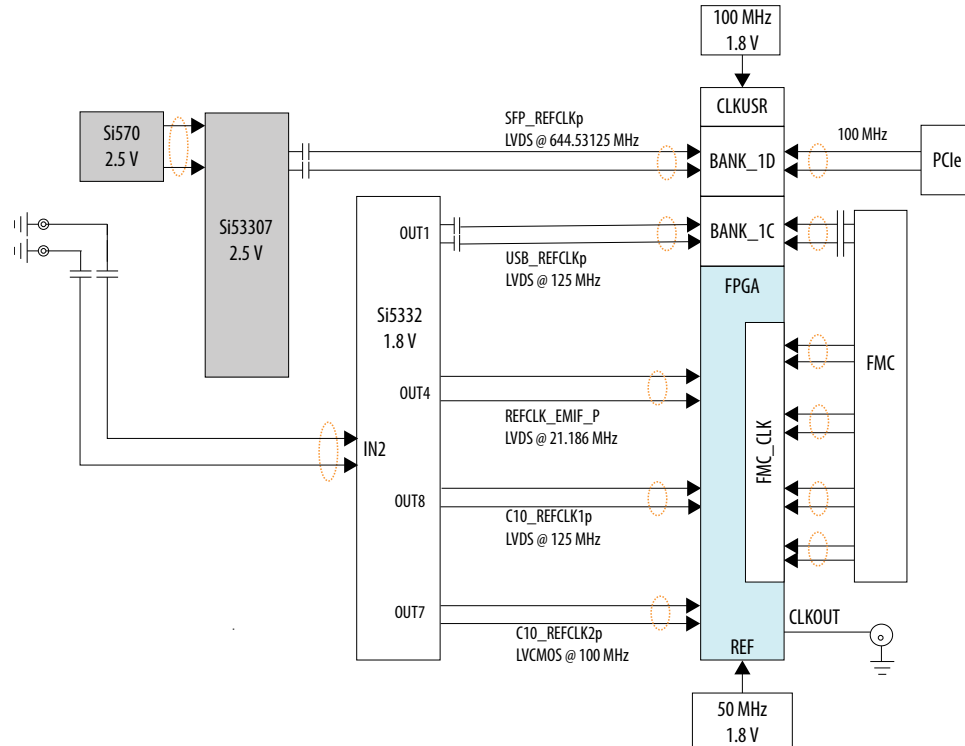 100 MHz
1.8 V
CLKUSR
Si570
2.5 V
SFP_REFCLKp
LVDS @ 644.53125 MHz
BANK_1D
100 MHz
PCIe
Si53307
2.5 V
OUT1
USB_REFCLKp
LVDS @ 125 MHz
BANK_1C
FPGA
Si5332
1.8 V
OUT4
REFCLK_EMIF_P
LVDS @ 21.186 MHz
FMC_CLK
FMC
IN2
OUT8
C10_REFCLK1p
LVDS @ 125 MHz
OUT7
C10_REFCLK2p
LVCMOS @ 100 MHz
REF
CLKOUT
50 MHz
1.8 V